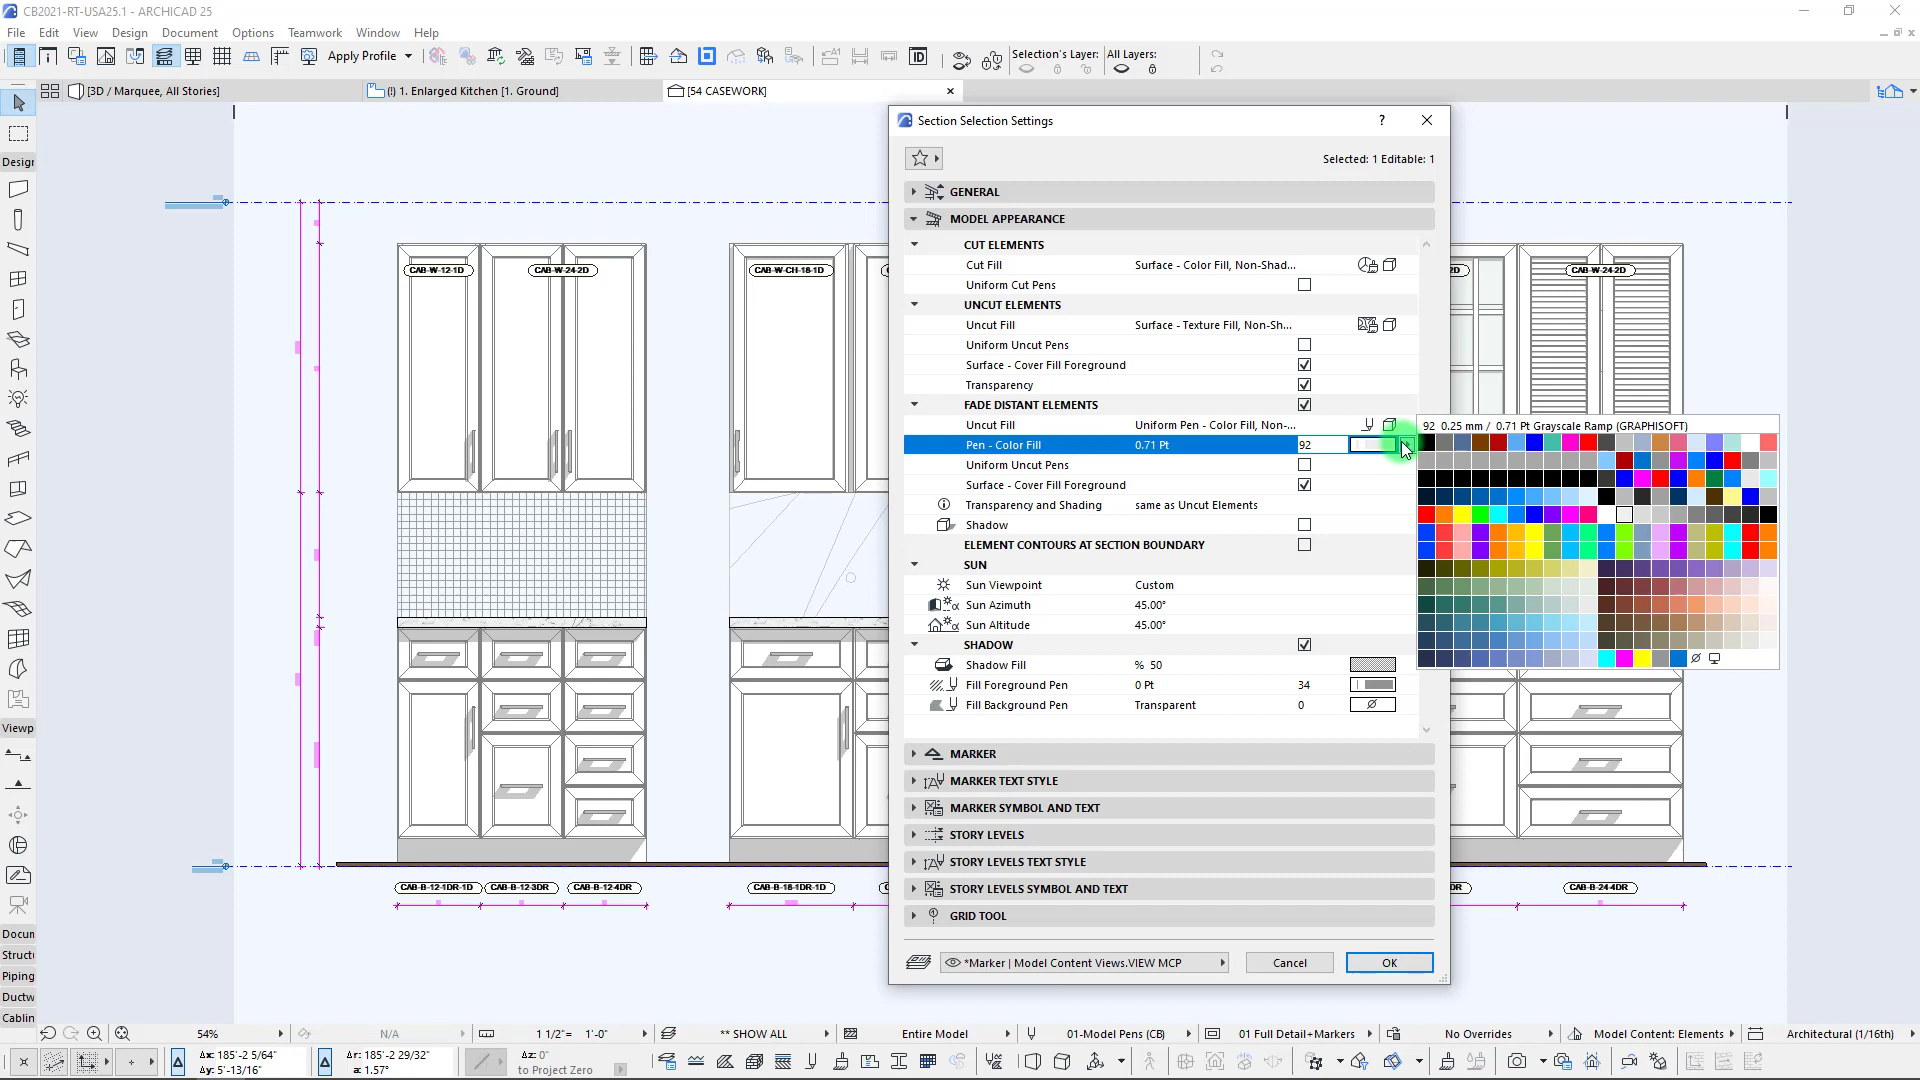 CB2021-RT-USA25.1 - ARCHICAD 25
File Edit View Design Document Options Teamwork Window Help
Apply Profile
Selection's Layer: All Layers:
[3D / Marquee, All Stories]
(!) 1. Enlarged Kitchen [1. Ground]
[54 CASEWORK]
Section Selection Settings
Selected: 1 Editable: 1
GENERAL
MODEL APPEARANCE
CUT ELEMENTS
Cut Fill Surface - Color Fill, Non-Shad...
Uniform Cut Pens
UNCUT ELEMENTS
Uncut Fill Surface - Texture Fill, Non-Sh...
Uniform Uncut Pens
Surface - Cover Fill Foreground
Transparency
FADE DISTANT ELEMENTS
Uncut Fill Uniform Pen - Color Fill, Non-...
Pen - Color Fill 0.71 Pt 92
Uniform Uncut Pens
Surface - Cover Fill Foreground
Transparency and Shading same as Uncut Elements
Shadow
ELEMENT CONTOURS AT SECTION BOUNDARY
SUN
Sun Viewpoint Custom
Sun Azimuth 45.00°
Sun Altitude 45.00°
SHADOW
Shadow Fill % 50
Fill Foreground Pen 0 Pt 34
Fill Background Pen Transparent 0
MARKER
MARKER TEXT STYLE
MARKER SYMBOL AND TEXT
STORY LEVELS
STORY LEVELS TEXT STYLE
STORY LEVELS SYMBOL AND TEXT
GRID TOOL
*Marker | Model Content Views.VIEW MCP
Cancel
OK
92 0.25 mm / 0.71 Pt Grayscale Ramp (GRAPHISOFT)
Design
Viewp
Docum
Structu
Piping
Ductw
Cablin
CAB-W-12-1D
CAB-W-24-2D
CAB-W-CH-18-1D
CAB-W-24-2D
CAB-B-12-1DR-1D
CAB-B-12-3DR
CAB-B-12-4DR
CAB-B-18-1DR-1D
DR
CAB-B-24-4DR
54%
N/A
1 1/2"= 1'-0"
** SHOW ALL
Entire Model
01-Model Pens (CB)
01 Full Detail+Markers
No Overrides
Model Content: Elements
Architectural (1/16th)
Δx: 185'-2 5/64"
Δy: 5'-13/16"
Δr: 185'-2 29/32"
a: 1.57°
Δz: 0"
to Project Zero